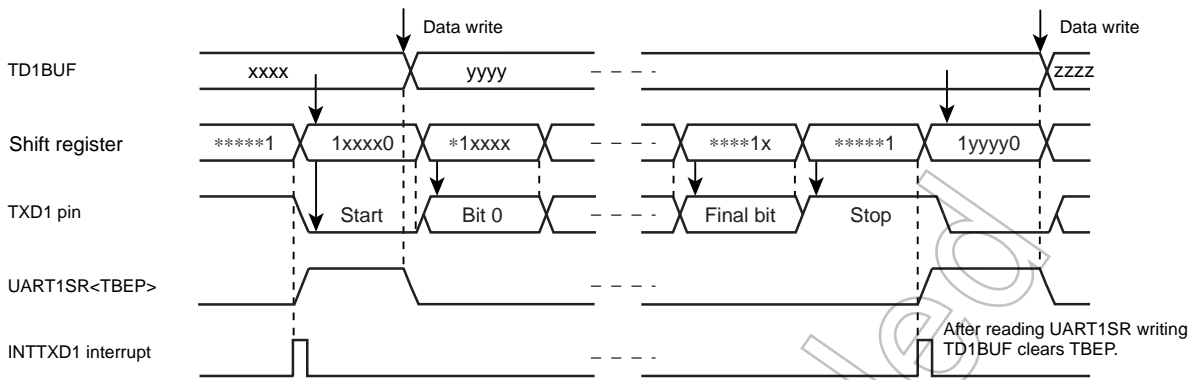 Data write
Data write
TD1BUF
xxxx
yyyy
zzzz
Shift register
*****1
1xxxx0
*1xxxx
****1x
*****1
1yyyy0
TXD1 pin
Start
Bit 0
Final bit
Stop
UART1SR<TBEP>
INTTXD1 interrupt
After reading UART1SR writing
TD1BUF clears TBEP.